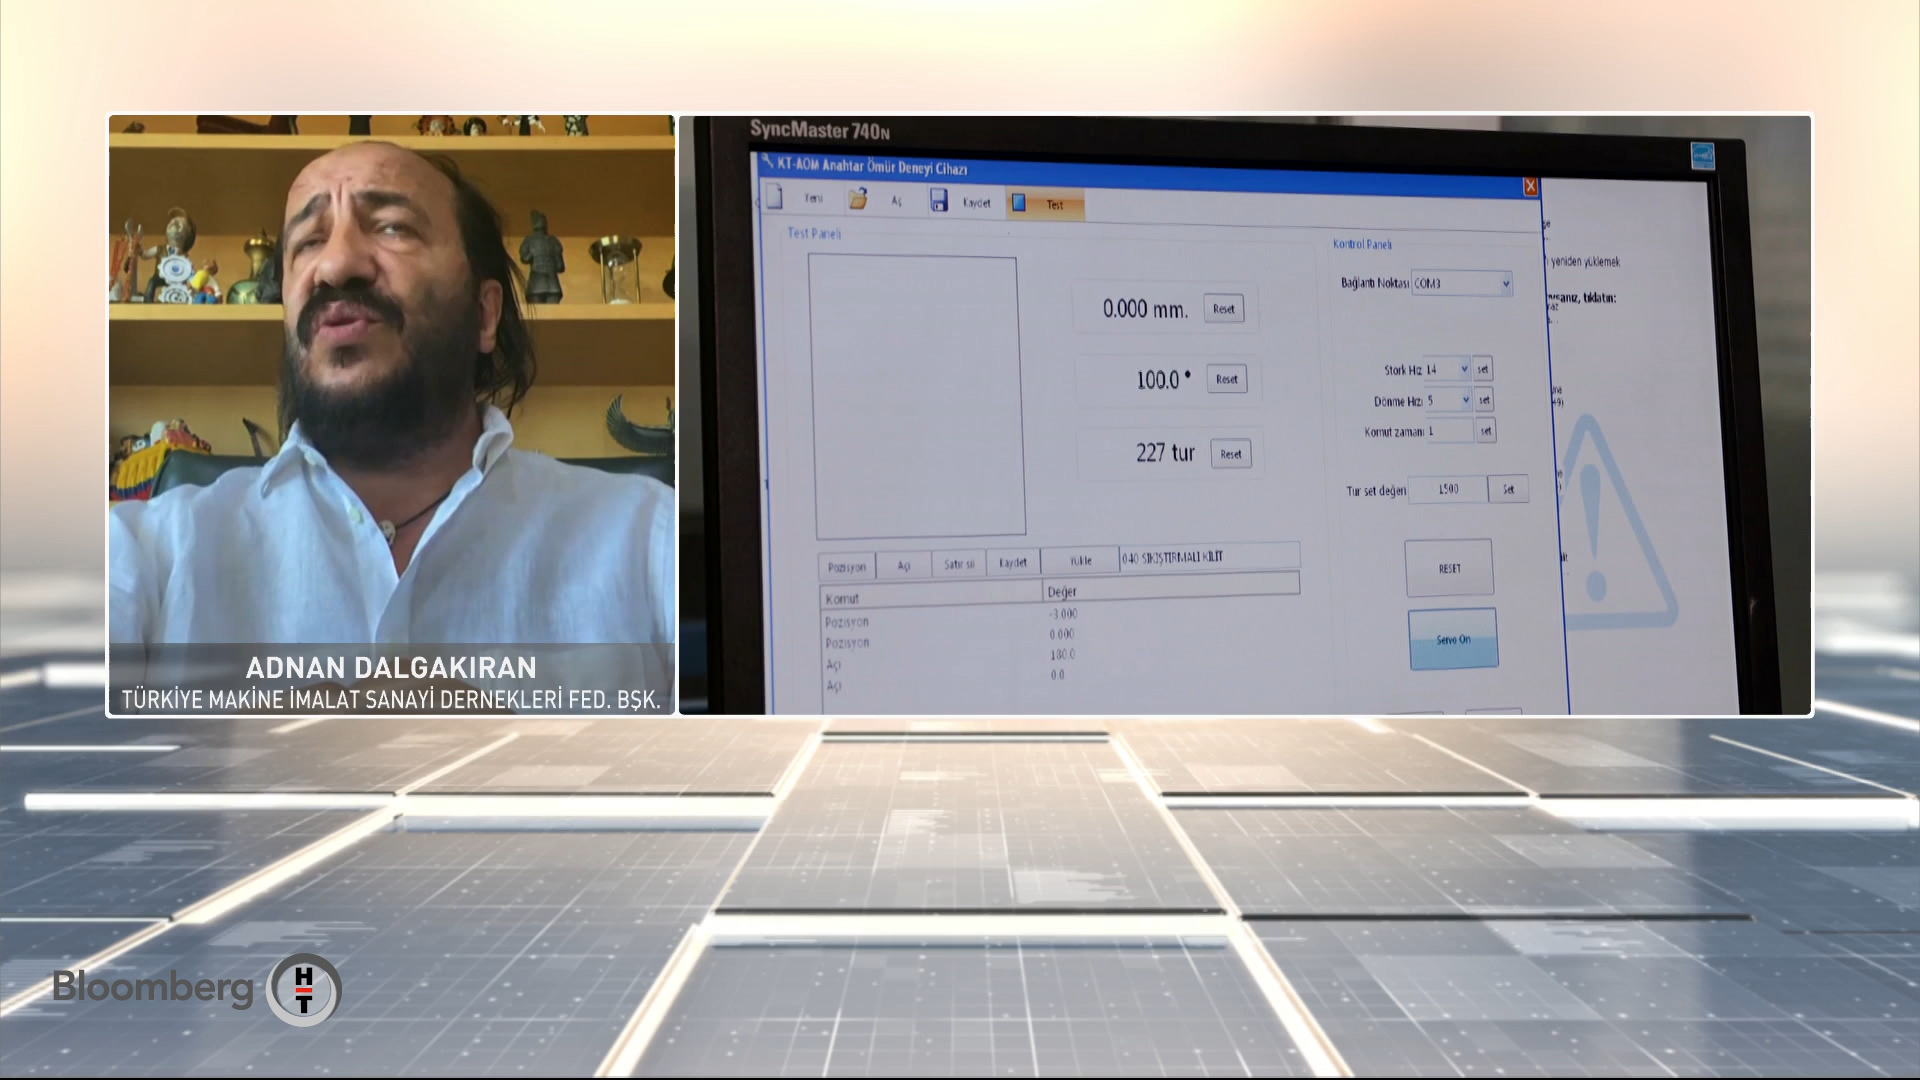 SyncMaster 740N
KT-AOM Anahtar Ömür Deneyi Cihazı
Yeni
Aç
Kaydet
Test
Test Paneli
0.000 mm. Reset
100.0 ° Reset
227 tur Reset
Kontrol Paneli
Bağlantı Noktası COM3
Stork Hız 14 set
Dönme Hızı 5 set
Komut zamanı 1 set
Tur set değeri 1500 Set
RESET
Servo On
Pozisyon Açı Satır sil Kaydet Yükle 040 SIKIŞTIRMALI KİLİT
Komut Değer
Pozisyon -3.000
Pozisyon 0.000
Açı 180.0
Açı 0.0
yeniden yüklemek
tıklatın:
ADNAN DALGAKIRAN
TÜRKİYE MAKİNE İMALAT SANAYİ DERNEKLERİ FED. BŞK.
Bloomberg HT